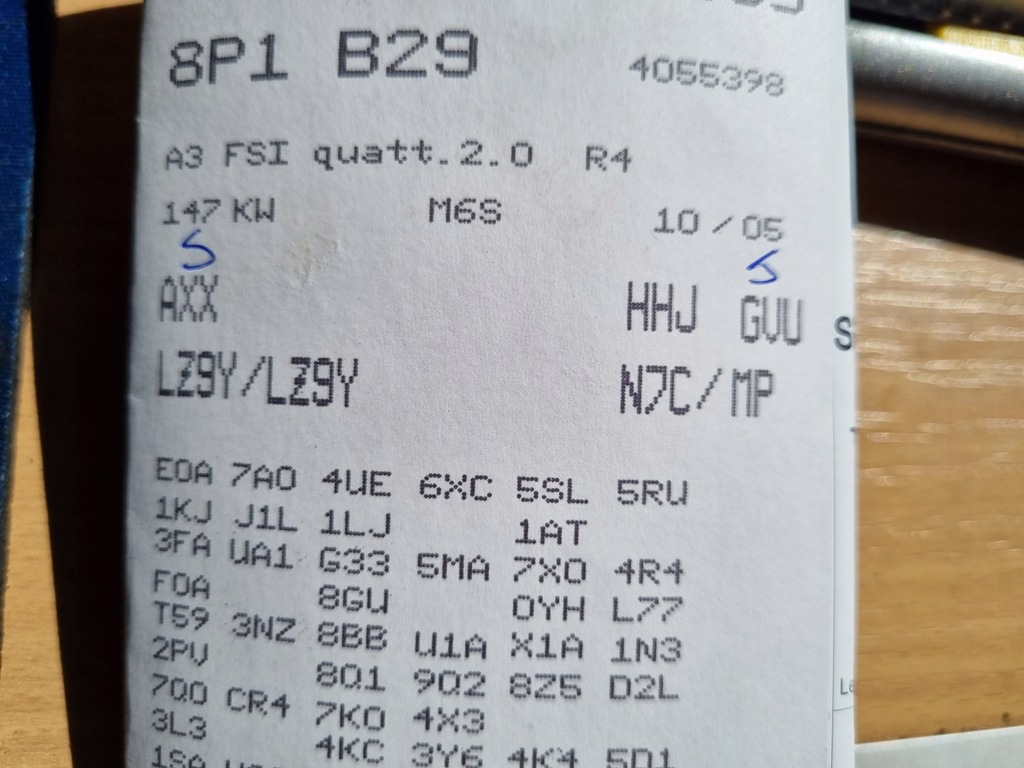 8P1 B29 4055398
A3 FSI quatt.2.0 R4
147 KW M6S 10 / 05
S S
AXX HHJ GVU
LZ9Y/LZ9Y N7C/MP
E0A 7A0 4UE 6XC 5SL 5RU
1KJ J1L 1LJ 1AT
3FA UA1 G33 5MA 7X0 4R4
F0A 8GU 0YH L77
T59 3NZ 8BB U1A X1A 1N3
2PV 8Q1 9Q2 8Z5 D2L
7Q0 CR4 7K0 4X3
3L3 4KC 3Y6 4K4 5D1
1SA